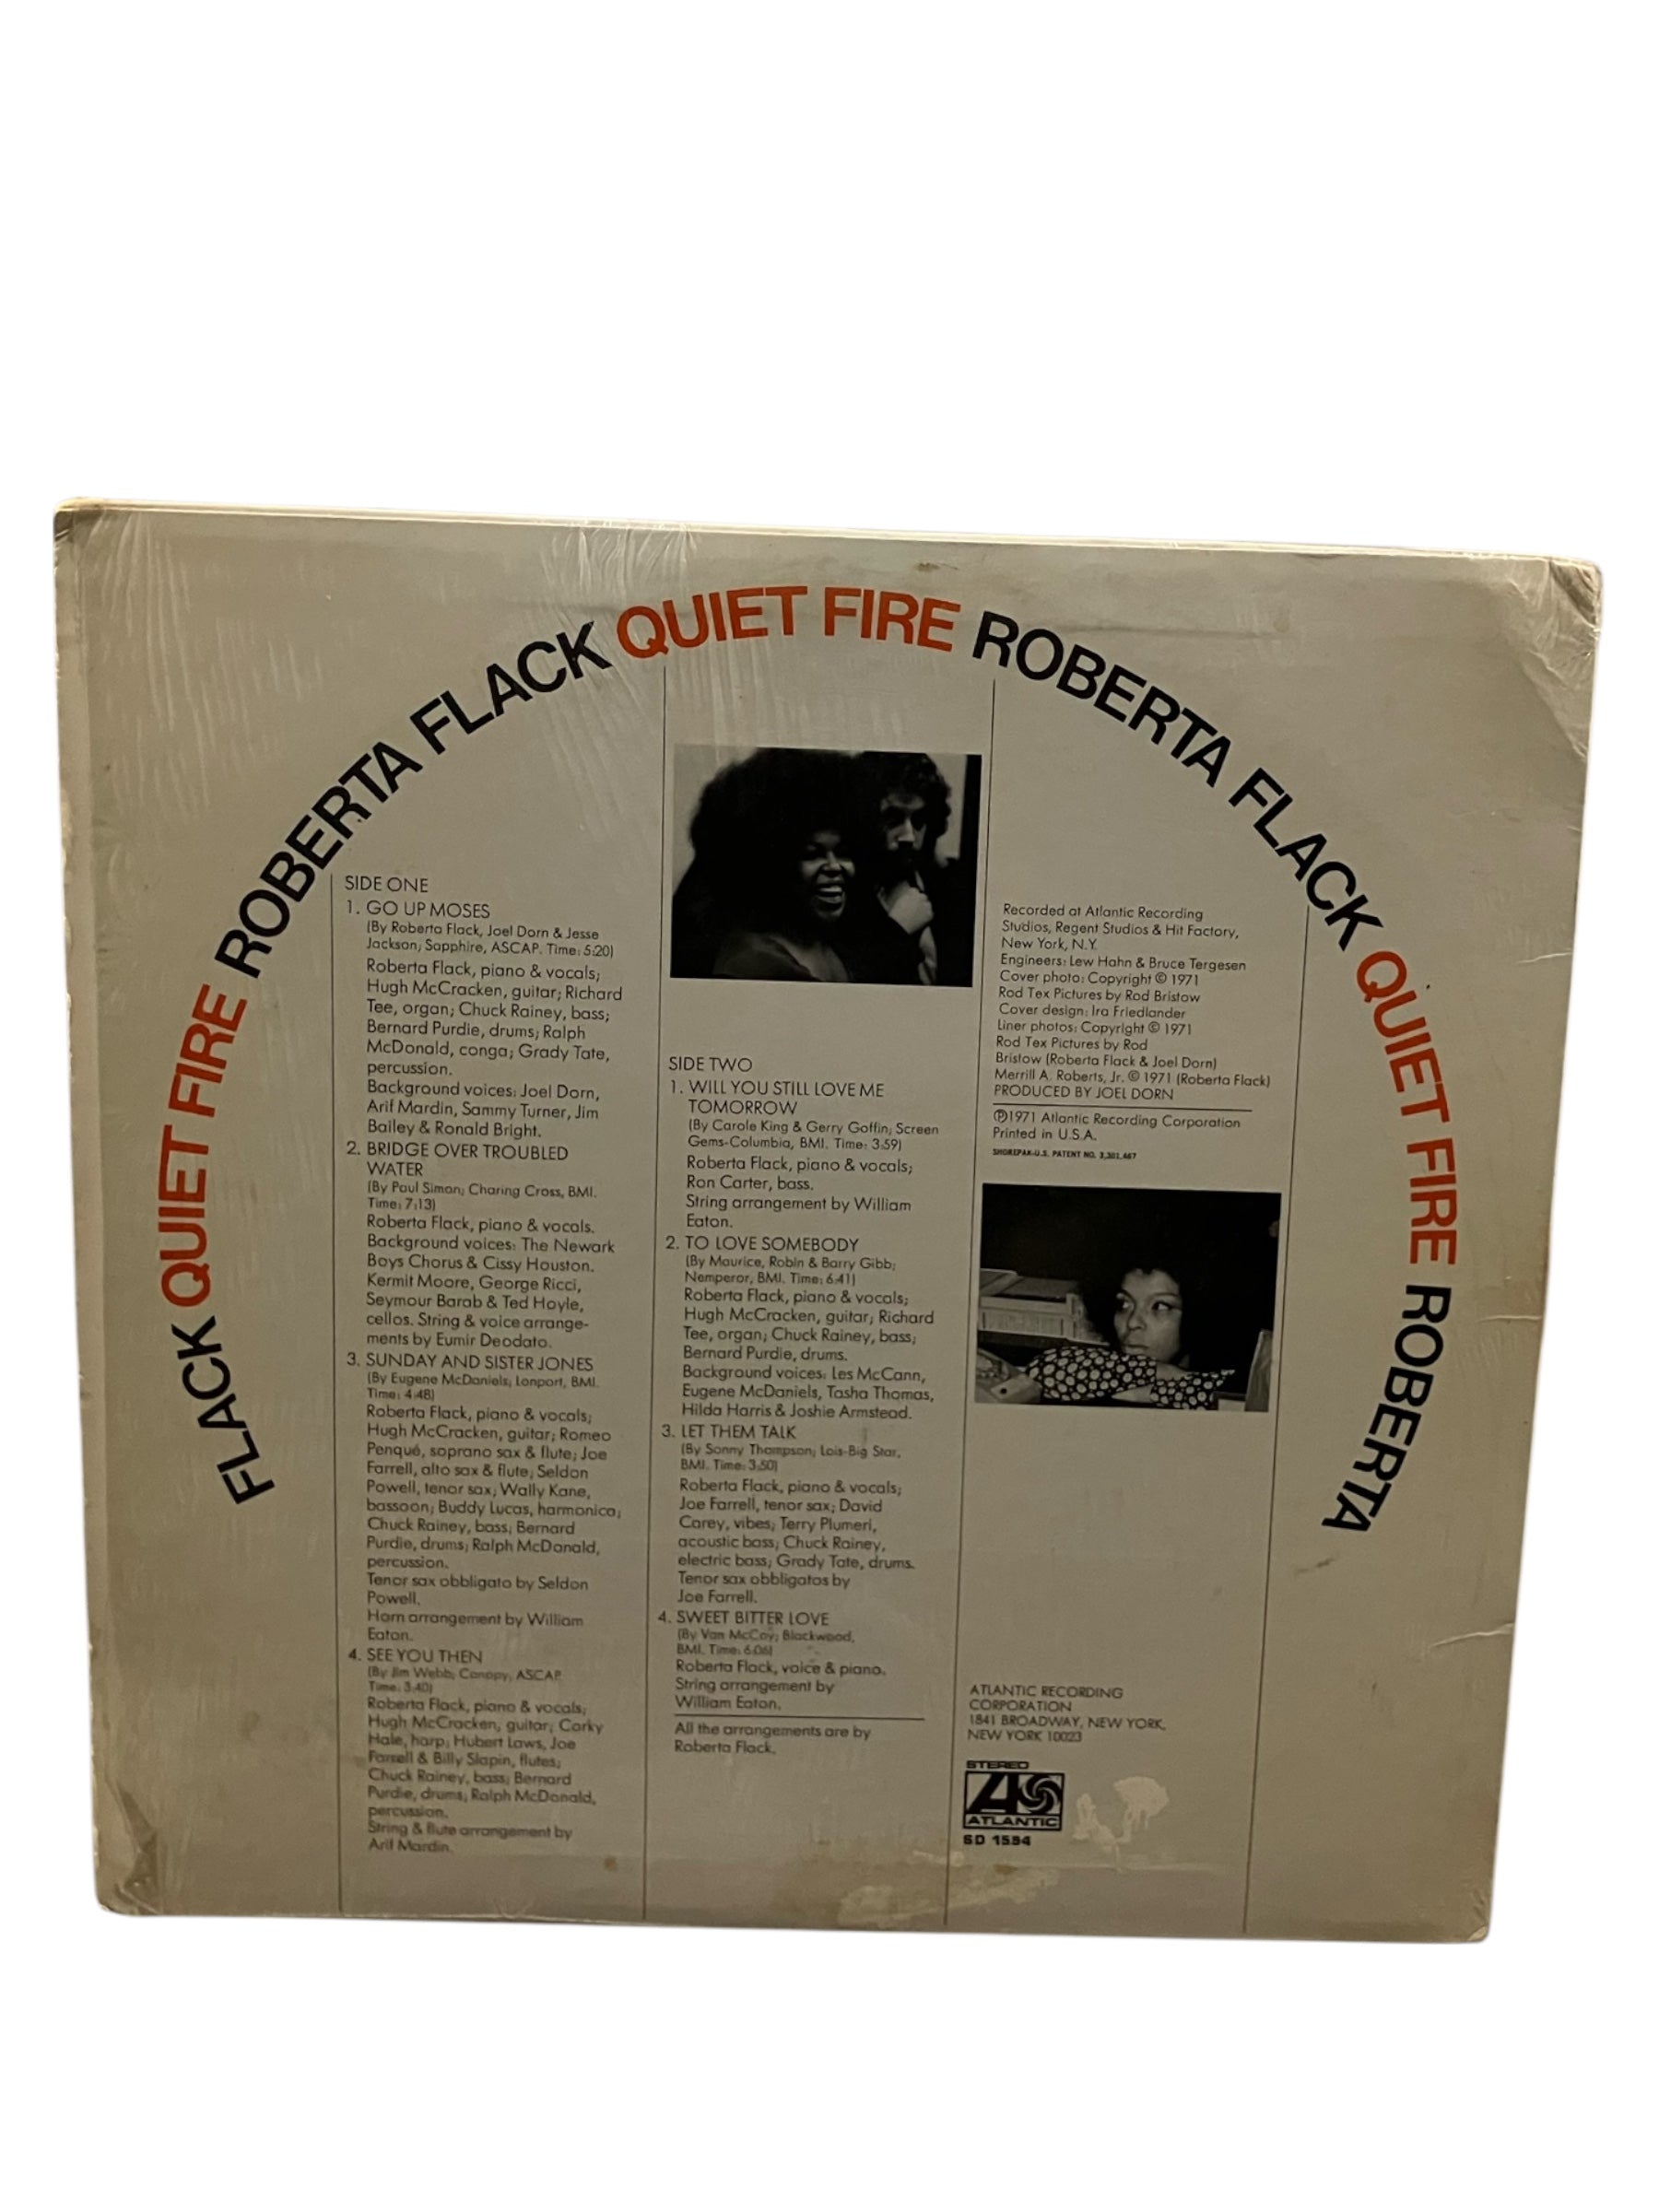 FLACK QUIET FIRE ROBERTA FLACK QUIET FIRE ROBERTA FLACK QUIET FIRE ROBERTA
SIDE ONE
1. GO UP MOSES
(By Roberta Flack, Joel Dorn & Jesse
Jackson; Sapphire, ASCAP. Time: 5:20)
Roberta Flack, piano & vocals;
Hugh McCracken, guitar; Richard
Tee, organ; Chuck Rainey, bass;
Bernard Purdie, drums; Ralph
McDonald, conga; Grady Tate,
percussion.
Background voices: Joel Dorn,
Arif Mardin, Sammy Turner, Jim
Bailey & Ronald Bright.
2. BRIDGE OVER TROUBLED
WATER
(By Paul Simon; Charing Cross, BMI.
Time: 7:13)
Roberta Flack, piano & vocals.
Background voices: The Newark
Boys Chorus & Cissy Houston.
Kermit Moore, George Ricci,
Seymour Barab & Ted Hoyle,
cellos. String & voice arrange-
ments by Eumir Deodato.
3. SUNDAY AND SISTER JONES
(By Eugene McDaniels; Lonport, BMI.
Time: 4:48)
Roberta Flack, piano & vocals;
Hugh McCracken, guitar; Romeo
Penqué, soprano sax & flute; Joe
Farrell, alto sax & flute; Seldon
Powell, tenor sax; Wally Kane,
bassoon; Buddy Lucas, harmonica;
Chuck Rainey, bass; Bernard
Purdie, drums; Ralph McDonald,
percussion.
Tenor sax obbligato by Seldon
Powell.
Horn arrangement by William
Eaton.
4. SEE YOU THEN
(By Jim Webb; Canopy, ASCAP.
Time: 3:40)
Roberta Flack, piano & vocals;
Hugh McCracken, guitar; Corky
Hale, harp; Hubert Laws, Joe
Farrell & Billy Slapin, flutes;
Chuck Rainey, bass; Bernard
Purdie, drums; Ralph McDonald,
percussion.
String & flute arrangement by
Arif Mardin.
SIDE TWO
1. WILL YOU STILL LOVE ME
TOMORROW
(By Carole King & Gerry Goffin; Screen
Gems-Columbia, BMI. Time: 3:59)
Roberta Flack, piano & vocals;
Ron Carter, bass.
String arrangement by William
Eaton.
2. TO LOVE SOMEBODY
(By Maurice, Robin & Barry Gibb;
Nemperor, BMI. Time: 6:41)
Roberta Flack, piano & vocals;
Hugh McCracken, guitar; Richard
Tee, organ; Chuck Rainey, bass;
Bernard Purdie, drums.
Background voices: Les McCann,
Eugene McDaniels, Tasha Thomas,
Hilda Harris & Joshie Armstead.
3. LET THEM TALK
(By Sonny Thompson; Lois-Big Star,
BMI. Time: 3:50)
Roberta Flack, piano & vocals;
Joe Farrell, tenor sax; David
Carey, vibes; Terry Plumeri,
acoustic bass; Chuck Rainey,
electric bass; Grady Tate, drums.
Tenor sax obbligatos by
Joe Farrell.
4. SWEET BITTER LOVE
(By Van McCoy; Blackwood,
BMI. Time: 6:06)
Roberta Flack, voice & piano.
String arrangement by
William Eaton.
All the arrangements are by
Roberta Flack.
Recorded at Atlantic Recording
Studios, Regent Studios & Hit Factory,
New York, N.Y.
Engineers: Lew Hahn & Bruce Tergesen
Cover photo: Copyright © 1971
Rod Tex Pictures by Rod Bristow
Cover design: Ira Friedlander
Liner photos: Copyright © 1971
Rod Tex Pictures by Rod
Bristow (Roberta Flack & Joel Dorn)
Merrill A. Roberts, Jr. © 1971 (Roberta Flack)
PRODUCED BY JOEL DORN
℗1971 Atlantic Recording Corporation
Printed in U.S.A.
SHOREPAK-U.S. PATENT NO. 3,301,467
ATLANTIC RECORDING
CORPORATION
1841 BROADWAY, NEW YORK,
NEW YORK 10023
STEREO
ATLANTIC
SD 1594